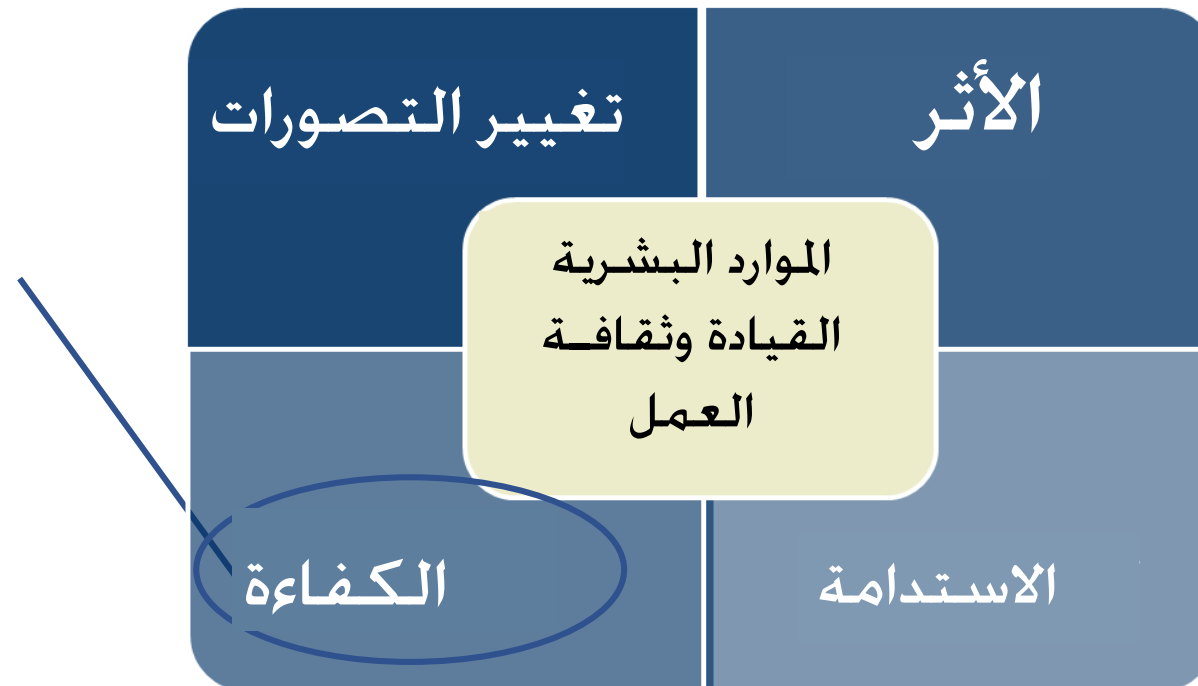 الأثر
تغيير التصورات
الموارد البشرية
القيادة وثقافة
العمل
الاستدامة
الكفاءة